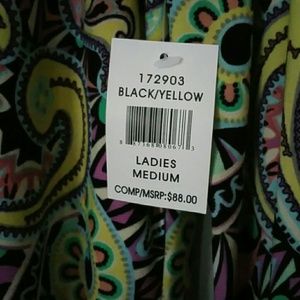 172903
BLACK/YELLOW
LADIES
MEDIUM
COMP/MSRP:$88.00